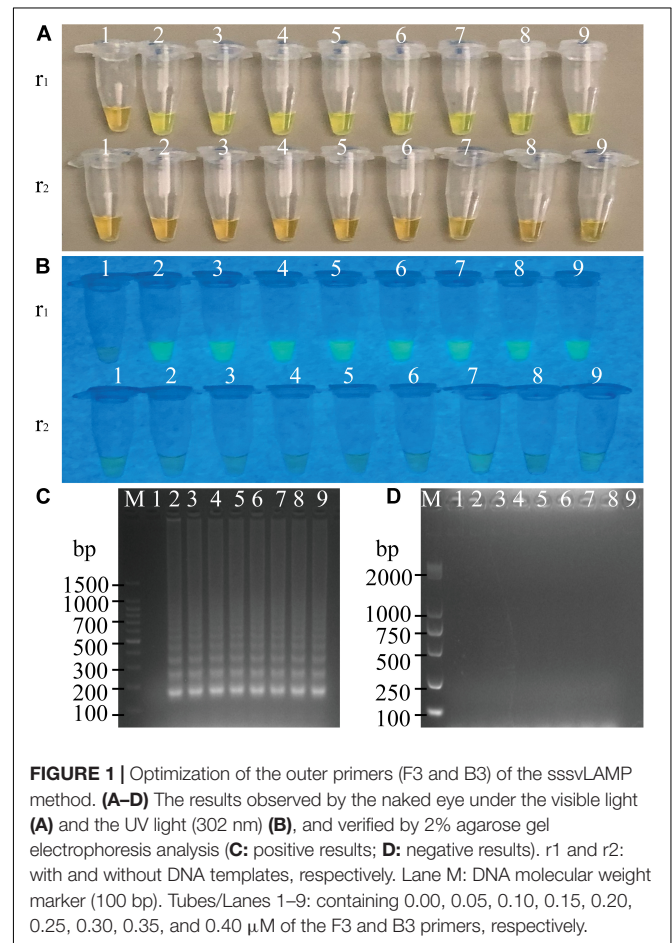 A
1 2 3 4 5 6 7 8 9
r1
1 2 3 4 5 6 7 8 9
r2
B
1 2 3 4 5 6 7 8 9
r1
1 2 3 4 5 6 7 8 9
r2
C M 1 2 3 4 5 6 7 8 9
bp
1500
1000
700
500
300
200
100
D M 1 2 3 4 5 6 7 8 9
bp
2000
1000
750
500
250
100
FIGURE 1 | Optimization of the outer primers (F3 and B3) of the sssvLAMP
method. (A–D) The results observed by the naked eye under the visible light
(A) and the UV light (302 nm) (B), and verified by 2% agarose gel
electrophoresis analysis (C: positive results; D: negative results). r1 and r2:
with and without DNA templates, respectively. Lane M: DNA molecular weight
marker (100 bp). Tubes/Lanes 1–9: containing 0.00, 0.05, 0.10, 0.15, 0.20,
0.25, 0.30, 0.35, and 0.40 μM of the F3 and B3 primers, respectively.